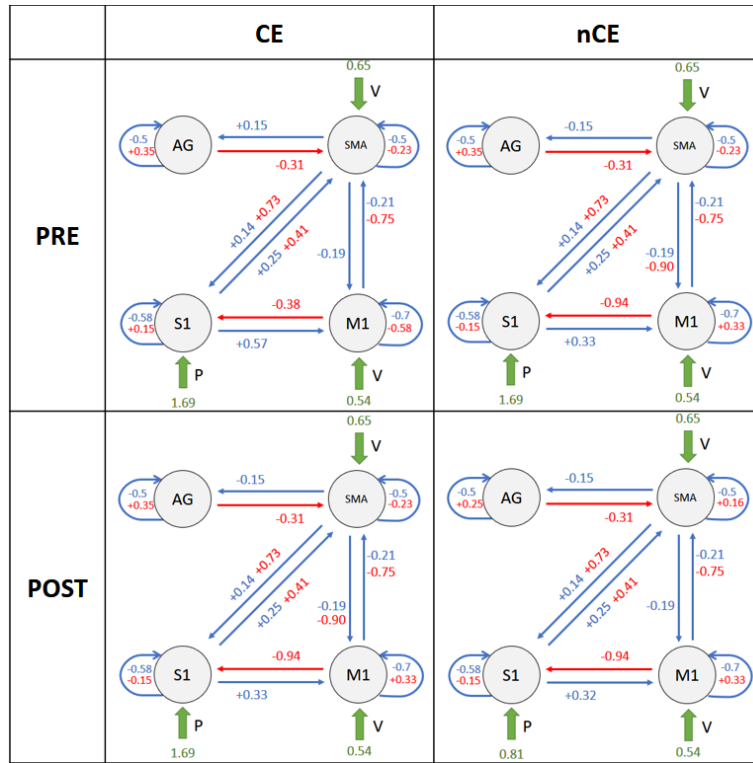 CE nCE
PRE
0.65
V
+0.15
-0.5
+0.35
AG
SMA
-0.5
-0.23
-0.31
+0.14 +0.73
+0.25 +0.41
-0.21
-0.75
-0.19
-0.38
-0.58
+0.15
S1
M1
-0.7
-0.58
+0.57
P
V
1.69
0.54
0.65
V
-0.15
-0.5
+0.35
AG
SMA
-0.5
-0.23
-0.31
+0.14 +0.73
+0.25 +0.41
-0.21
-0.75
-0.19
-0.90
-0.94
-0.58
-0.15
S1
M1
-0.7
+0.33
+0.33
P
V
1.69
0.54
POST
0.65
V
-0.15
-0.5
+0.35
AG
SMA
-0.5
-0.23
-0.31
+0.14 +0.73
+0.25 +0.41
-0.21
-0.75
-0.19
-0.90
-0.94
-0.58
-0.15
S1
M1
-0.7
+0.33
+0.33
P
V
1.69
0.54
0.65
V
-0.15
-0.5
+0.25
AG
SMA
-0.5
+0.16
-0.31
+0.14 +0.73
+0.25 +0.41
-0.21
-0.75
-0.19
-0.94
-0.58
-0.15
S1
M1
-0.7
+0.33
+0.32
P
V
0.81
0.54